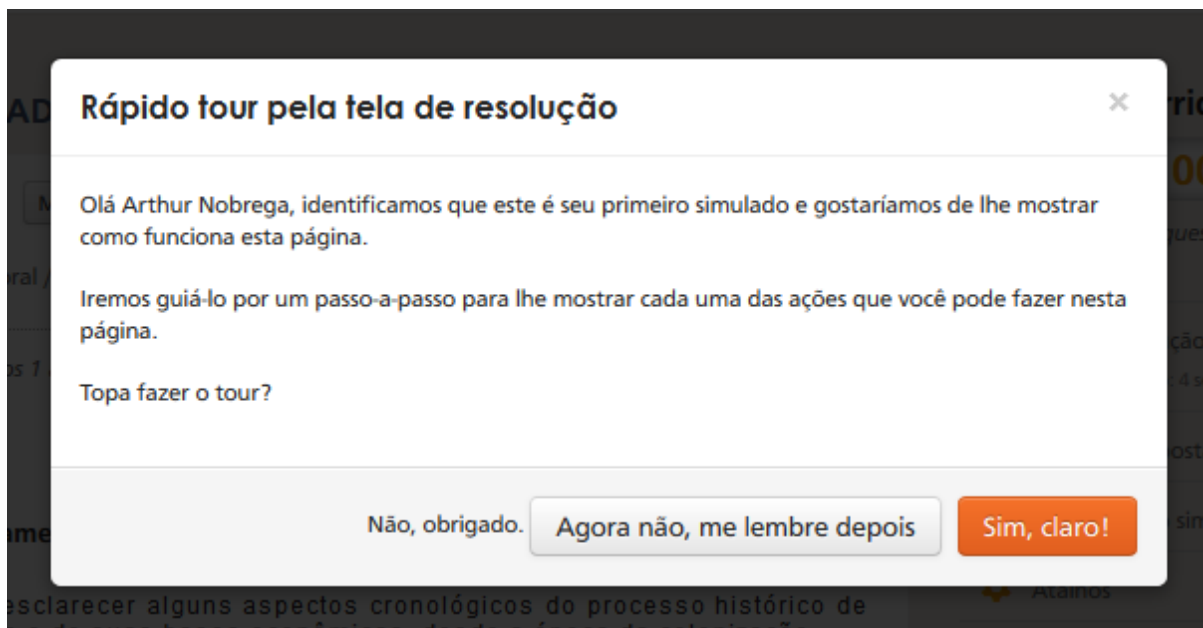 Rápido tour pela tela de resolução
×
Olá Arthur Nobrega, identificamos que este é seu primeiro simulado e gostaríamos de lhe mostrar
como funciona esta página.
Iremos guiá-lo por um passo-a-passo para lhe mostrar cada uma das ações que você pode fazer nesta
página.
Topa fazer o tour?
Não, obrigado. Agora não, me lembre depois Sim, claro!
Atalhos
esclarecer alguns aspectos cronológicos do processo histórico de